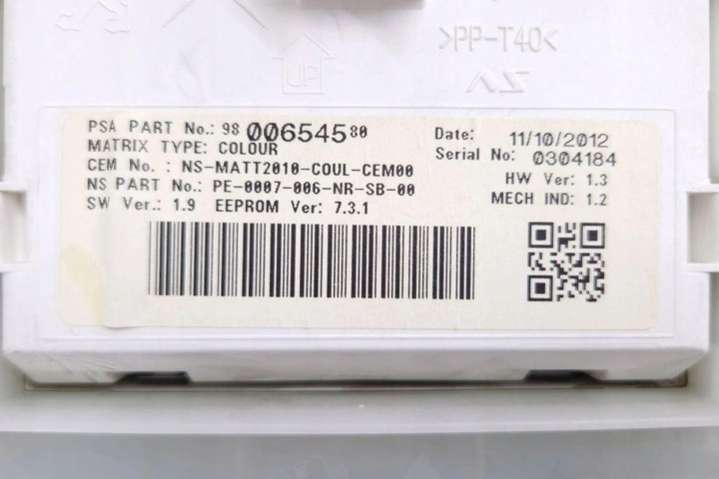 >PP-T40<
UP
PSA PART No.: 98 006545 80
MATRIX TYPE: COLOUR
CEM No. : NS-MATT2010-COUL-CEM00
NS PART No.: PE-0007-006-NR-SB-00
SW Ver.: 1.9 EEPROM Ver: 7.3.1
Date: 11/10/2012
Serial No: 0304184
HW Ver: 1.3
MECH IND: 1.2